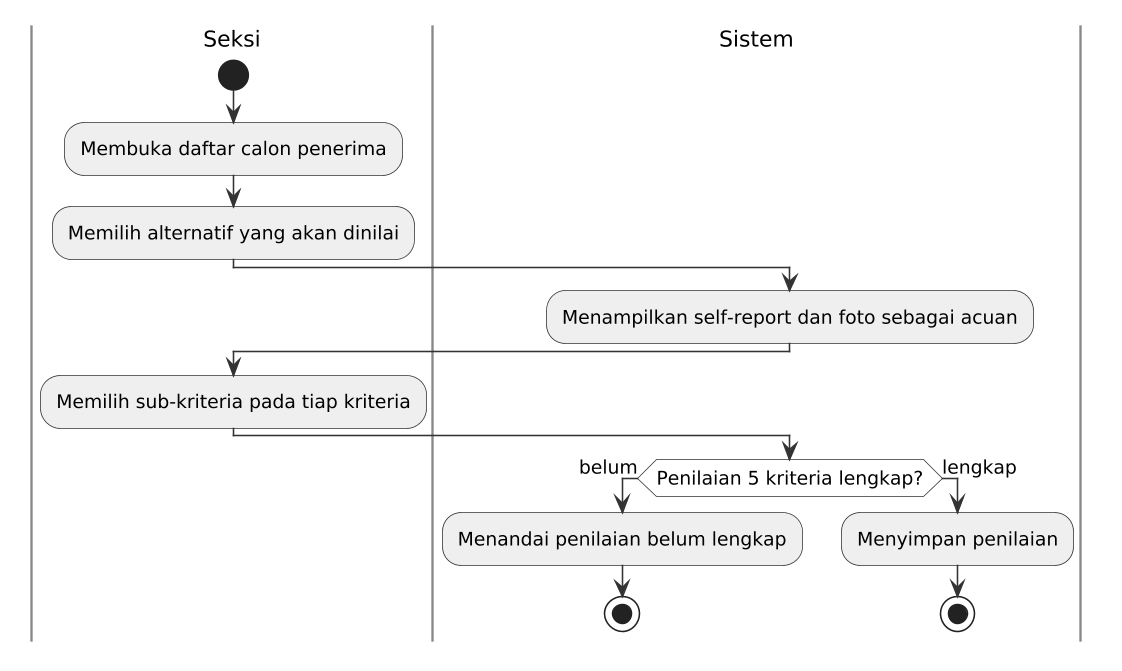 Seksi
Sistem
Membuka daftar calon penerima
Memilih alternatif yang akan dinilai
Menampilkan self-report dan foto sebagai acuan
Memilih sub-kriteria pada tiap kriteria
belum
Penilaian 5 kriteria lengkap?
lengkap
Menandai penilaian belum lengkap
Menyimpan penilaian